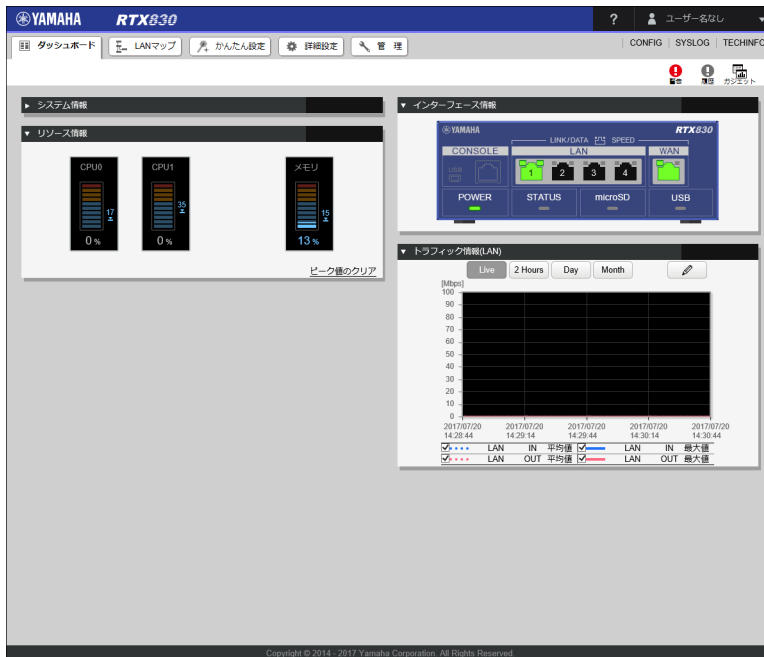 YAMAHA RTX830 ? ユーザー名なし
ダッシュボード LANマップ かんたん設定 詳細設定 管 理 CONFIG SYSLOG TECHINFO
警告 履歴 ガジェット
システム情報
リソース情報
CPU0 CPU1 メモリ
17 35 15
0 % 0 % 13 %
ピーク値のクリア
インターフェース情報
YAMAHA RTX830
LINK/DATA SPEED
CONSOLE LAN WAN
USB 1 2 3 4
POWER STATUS microSD USB
トラフィック情報(LAN)
Live 2 Hours Day Month
[Mbps]
100
90
80
70
60
50
40
30
20
10
0
2017/07/20 2017/07/20 2017/07/20 2017/07/20 2017/07/20
14:28:44 14:29:14 14:29:44 14:30:14 14:30:44
LAN IN 平均値 LAN IN 最大値
LAN OUT 平均値 LAN OUT 最大値
Copyright © 2014 - 2017 Yamaha Corporation. All Rights Reserved.